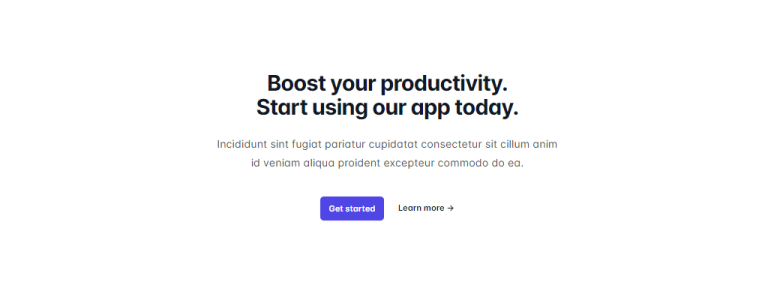 Boost your productivity.
Start using our app today.
Incididunt sint fugiat pariatur cupidatat consectetur sit cillum anim
id veniam aliqua proident excepteur commodo do ea.
Get started
Learn more →